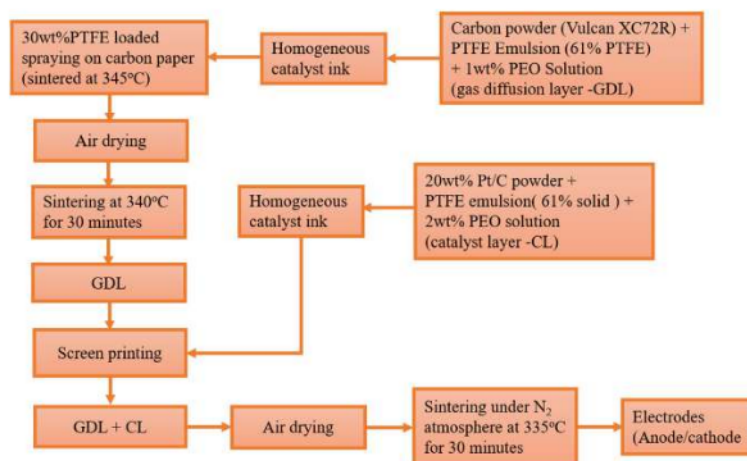 30wt%PTFE loaded
spraying on carbon paper
(sintered at 345°C)
Homogeneous
catalyst ink
Carbon powder (Vulcan XC72R) +
PTFE Emulsion (61% PTFE)
+ 1wt% PEO Solution
(gas diffusion layer -GDL)
Air drying
Sintering at 340°C
for 30 minutes
Homogeneous
catalyst ink
20wt% Pt/C powder +
PTFE emulsion( 61% solid ) +
2wt% PEO solution
(catalyst layer -CL)
GDL
Screen printing
GDL + CL
Air drying
Sintering under N₂
atmosphere at 335°C
for 30 minutes
Electrodes
(Anode/cathode